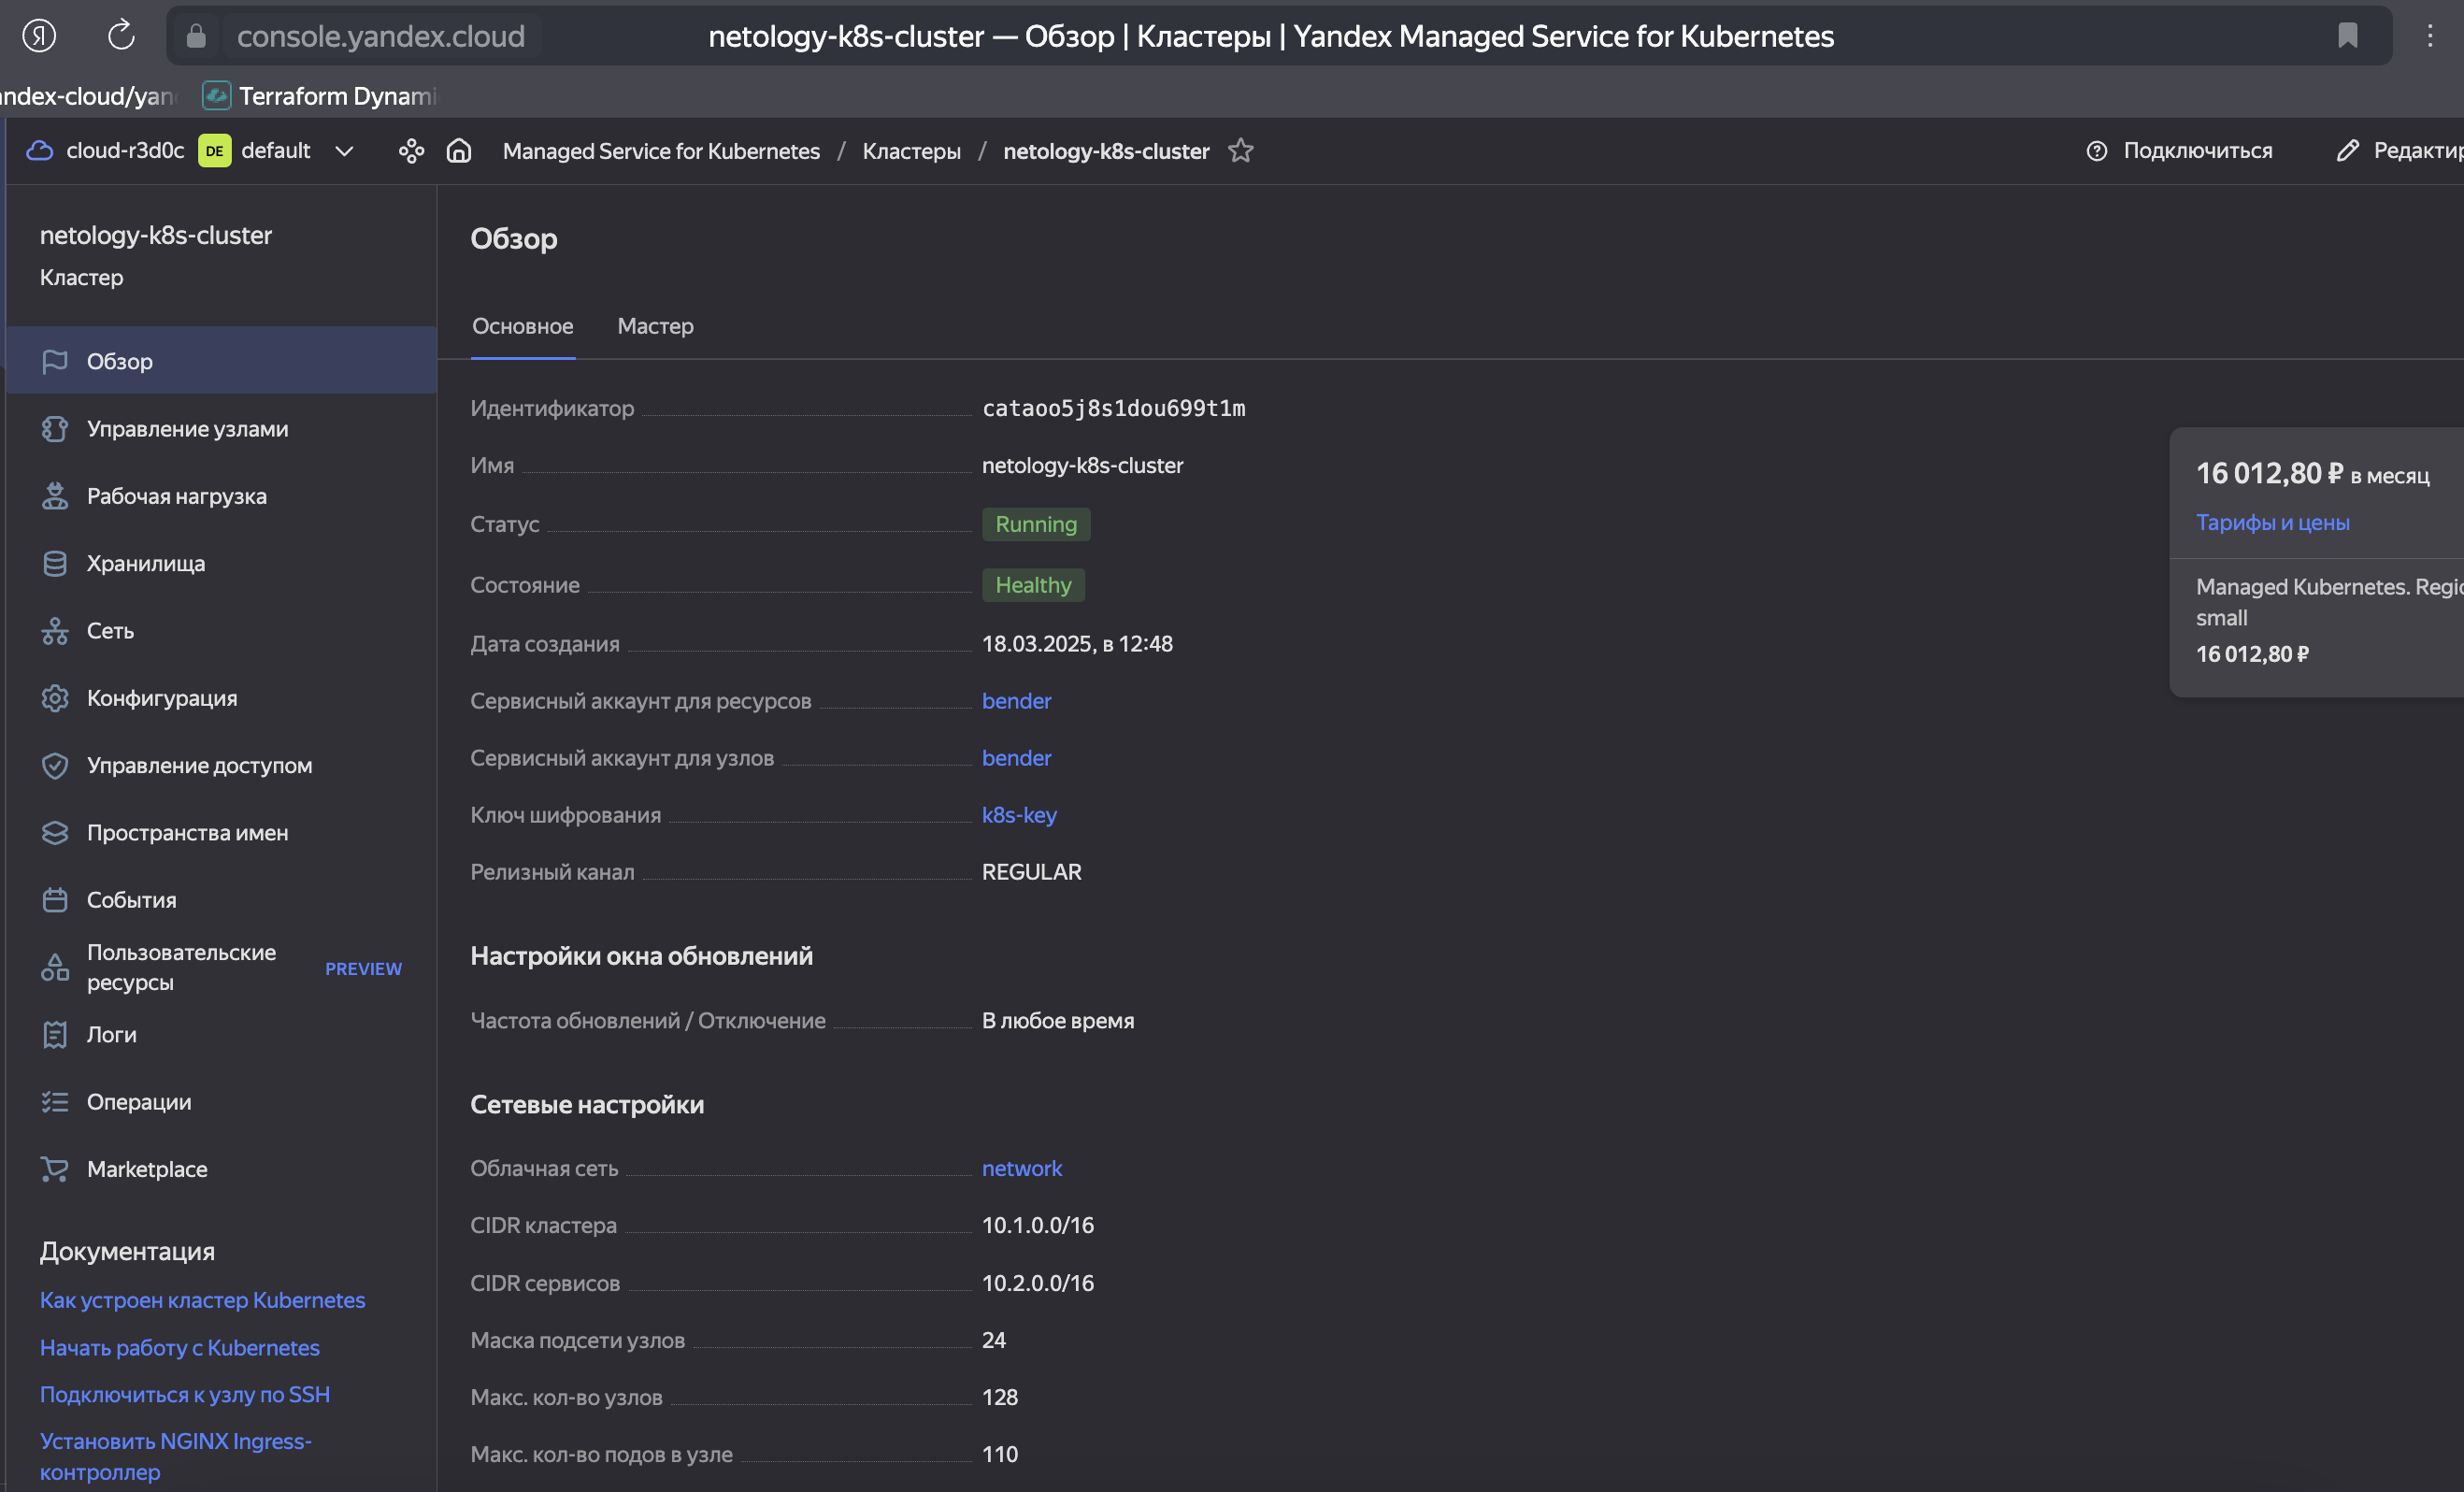 console.yandex.cloud
netology-k8s-cluster — Обзор | Кластеры | Yandex Managed Service for Kubernetes
ndex-cloud/yan
Terraform Dynami
cloud-r3d0c
DE
default
Managed Service for Kubernetes / Кластеры / netology-k8s-cluster
Подключиться
Редактир
netology-k8s-cluster
Кластер
Обзор
Управление узлами
Рабочая нагрузка
Хранилища
Сеть
Конфигурация
Управление доступом
Пространства имен
События
Пользовательские
ресурсы
PREVIEW
Логи
Операции
Marketplace
Документация
Как устроен кластер Kubernetes
Начать работу с Kubernetes
Подключиться к узлу по SSH
Установить NGINX Ingress-
контроллер
Обзор
Основное
Мастер
Идентификатор cataoo5j8s1dou699t1m
Имя netology-k8s-cluster
Статус Running
Состояние Healthy
Дата создания 18.03.2025, в 12:48
Сервисный аккаунт для ресурсов bender
Сервисный аккаунт для узлов bender
Ключ шифрования k8s-key
Релизный канал REGULAR
Настройки окна обновлений
Частота обновлений / Отключение В любое время
Сетевые настройки
Облачная сеть network
CIDR кластера 10.1.0.0/16
CIDR сервисов 10.2.0.0/16
Маска подсети узлов 24
Макс. кол-во узлов 128
Макс. кол-во подов в узле 110
16 012,80 ₽ в месяц
Тарифы и цены
Managed Kubernetes. Regio
small
16 012,80 ₽